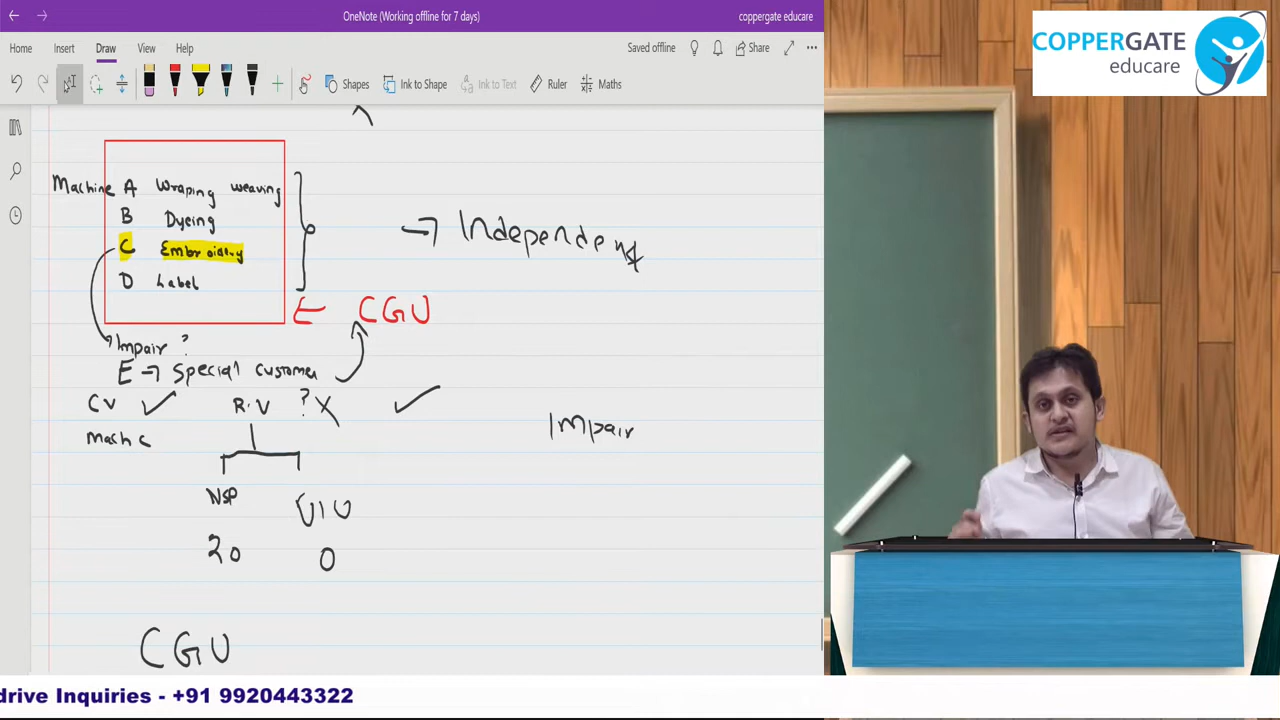 OneNote (Working offline for 7 days)
coppergate educare
Home Insert Draw View Help
Saved offline
Share
Shapes
Ink to Shape
Ink to Text
Ruler
Maths
COPPERGATE
educare
Machine A Wraping weaving
B Dyeing
C Embroidary
D Label
→ Independent
E CGU
Impair ?
E → Special customer
CV ✓ R.V ? X ✓
Mach C
Impair
NSP VIU
20 0
CGU
drive Inquiries - +91 9920443322